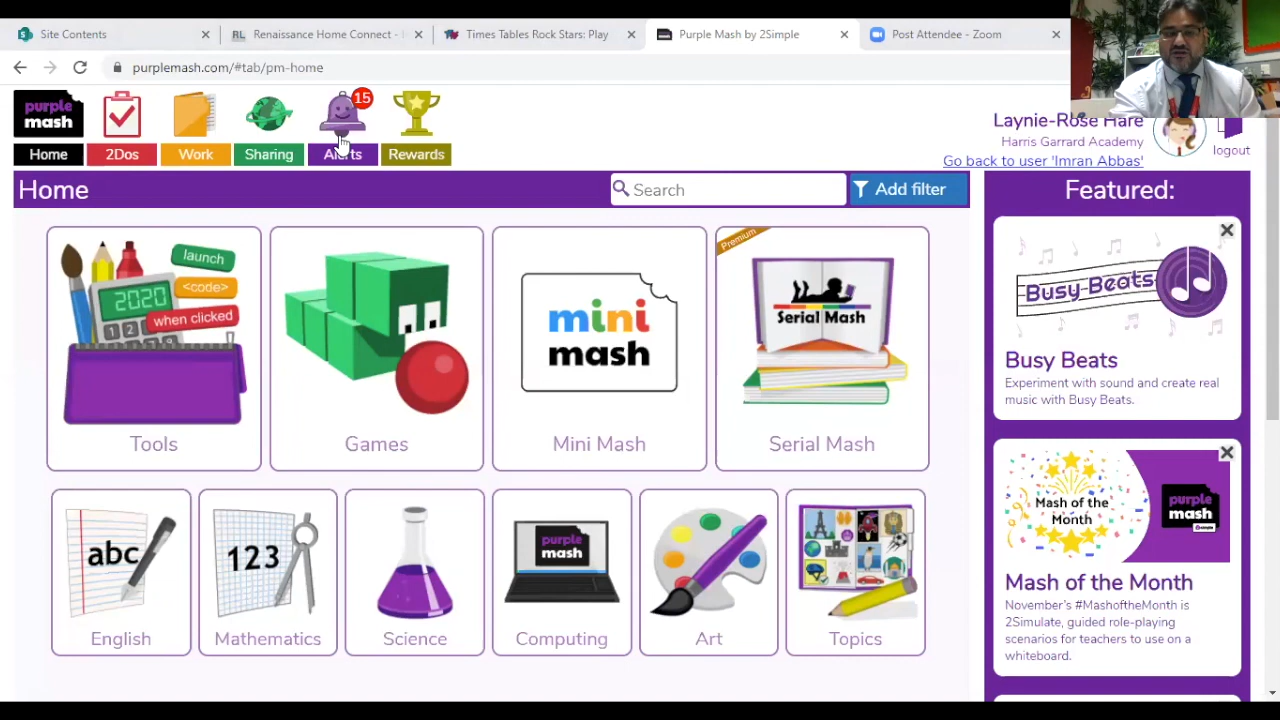 Site Contents
Renaissance Home Connect -
Times Tables Rock Stars: Play
Purple Mash by 2Simple
Post Attendee - Zoom
purplemash.com/#tab/pm-home
purple
mash
15
Home
2Dos
Work
Sharing
Alerts
Rewards
Laynie-Rose Hare
Harris Garrard Academy
Go back to user 'Imran Abbas'
logout
Home
Search
Add filter
Featured:
launch
<code>
2020
when clicked
Tools
Games
mini
mash
Mini Mash
Premium
Serial Mash
Serial Mash
Busy Beats
Busy Beats
Experiment with sound and create real
music with Busy Beats.
abc
English
123
Mathematics
Science
purple
mash
Computing
Art
Topics
Mash of the
Month
purple
mash
Mash of the Month
November's #MashoftheMonth is
2Simulate, guided role-playing
scenarios for teachers to use on a
whiteboard.